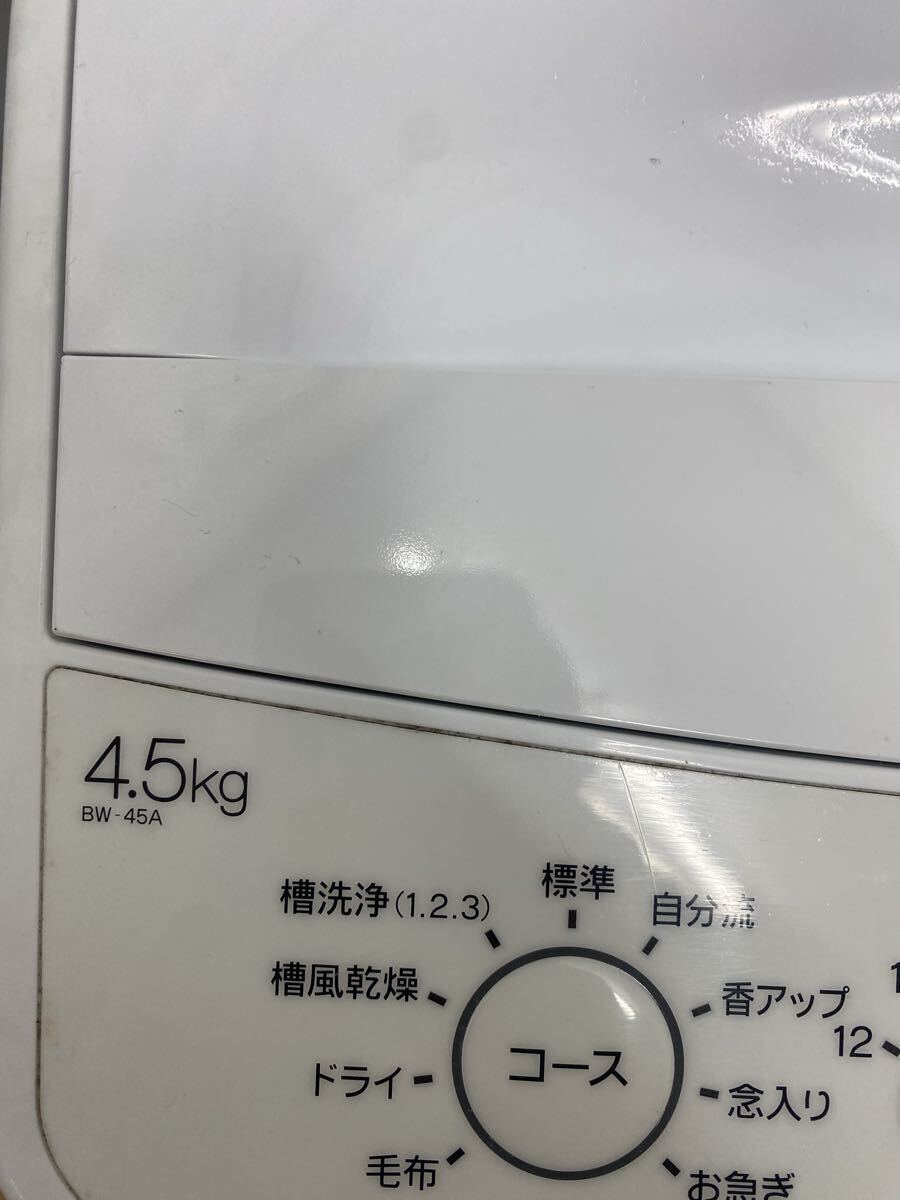 4.5kg
BW-45A
標準
槽洗浄(1.2.3)
自分流
槽風乾燥
香アップ
12
コース
ドライ
念入り
毛布
お急ぎ